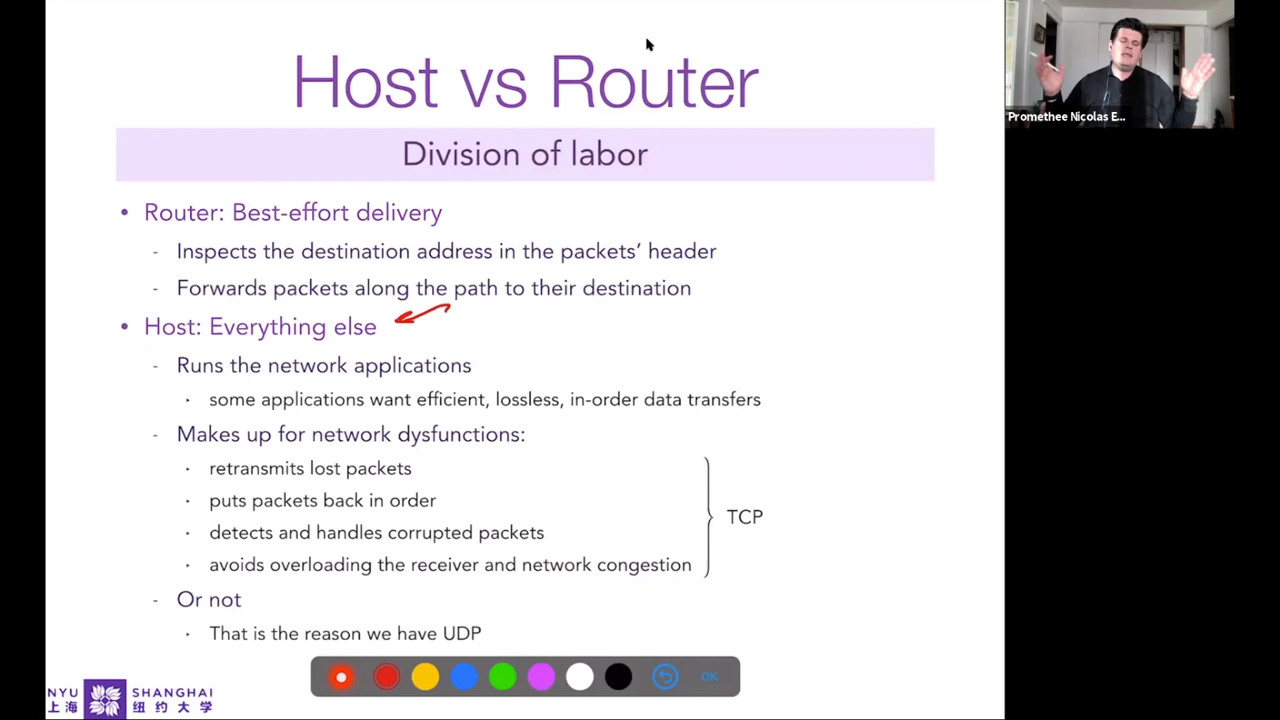 Host vs Router
Division of labor
• Router: Best-effort delivery
- Inspects the destination address in the packets’ header
- Forwards packets along the path to their destination
• Host: Everything else
- Runs the network applications
· some applications want efficient, lossless, in-order data transfers
- Makes up for network dysfunctions:
· retransmits lost packets
· puts packets back in order
· detects and handles corrupted packets
· avoids overloading the receiver and network congestion
TCP
- Or not
· That is the reason we have UDP
OK
NYU SHANGHAI
上海 纽约大学
Promethee Nicolas E...